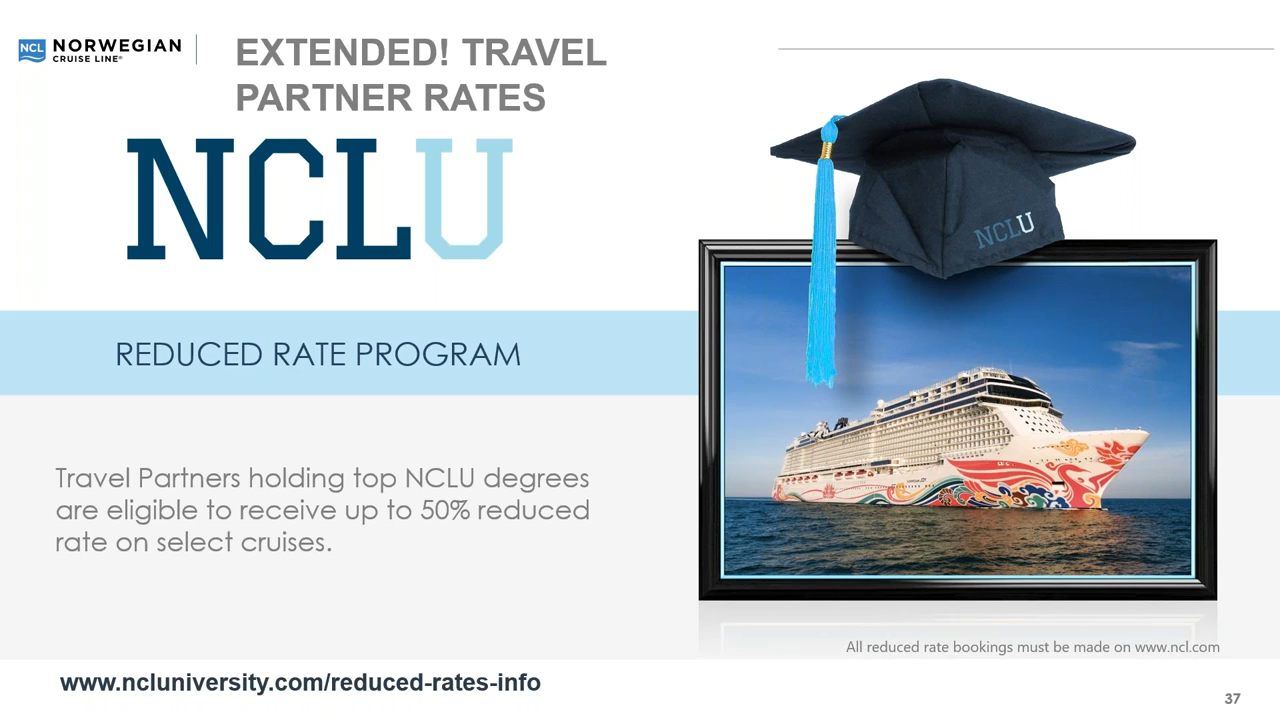 NCL NORWEGIAN
CRUISE LINE®
EXTENDED! TRAVEL
PARTNER RATES
NCLU
NCLU
REDUCED RATE PROGRAM
Travel Partners holding top NCLU degrees
are eligible to receive up to 50% reduced
rate on select cruises.
All reduced rate bookings must be made on www.ncl.com
www.ncluniversity.com/reduced-rates-info
37